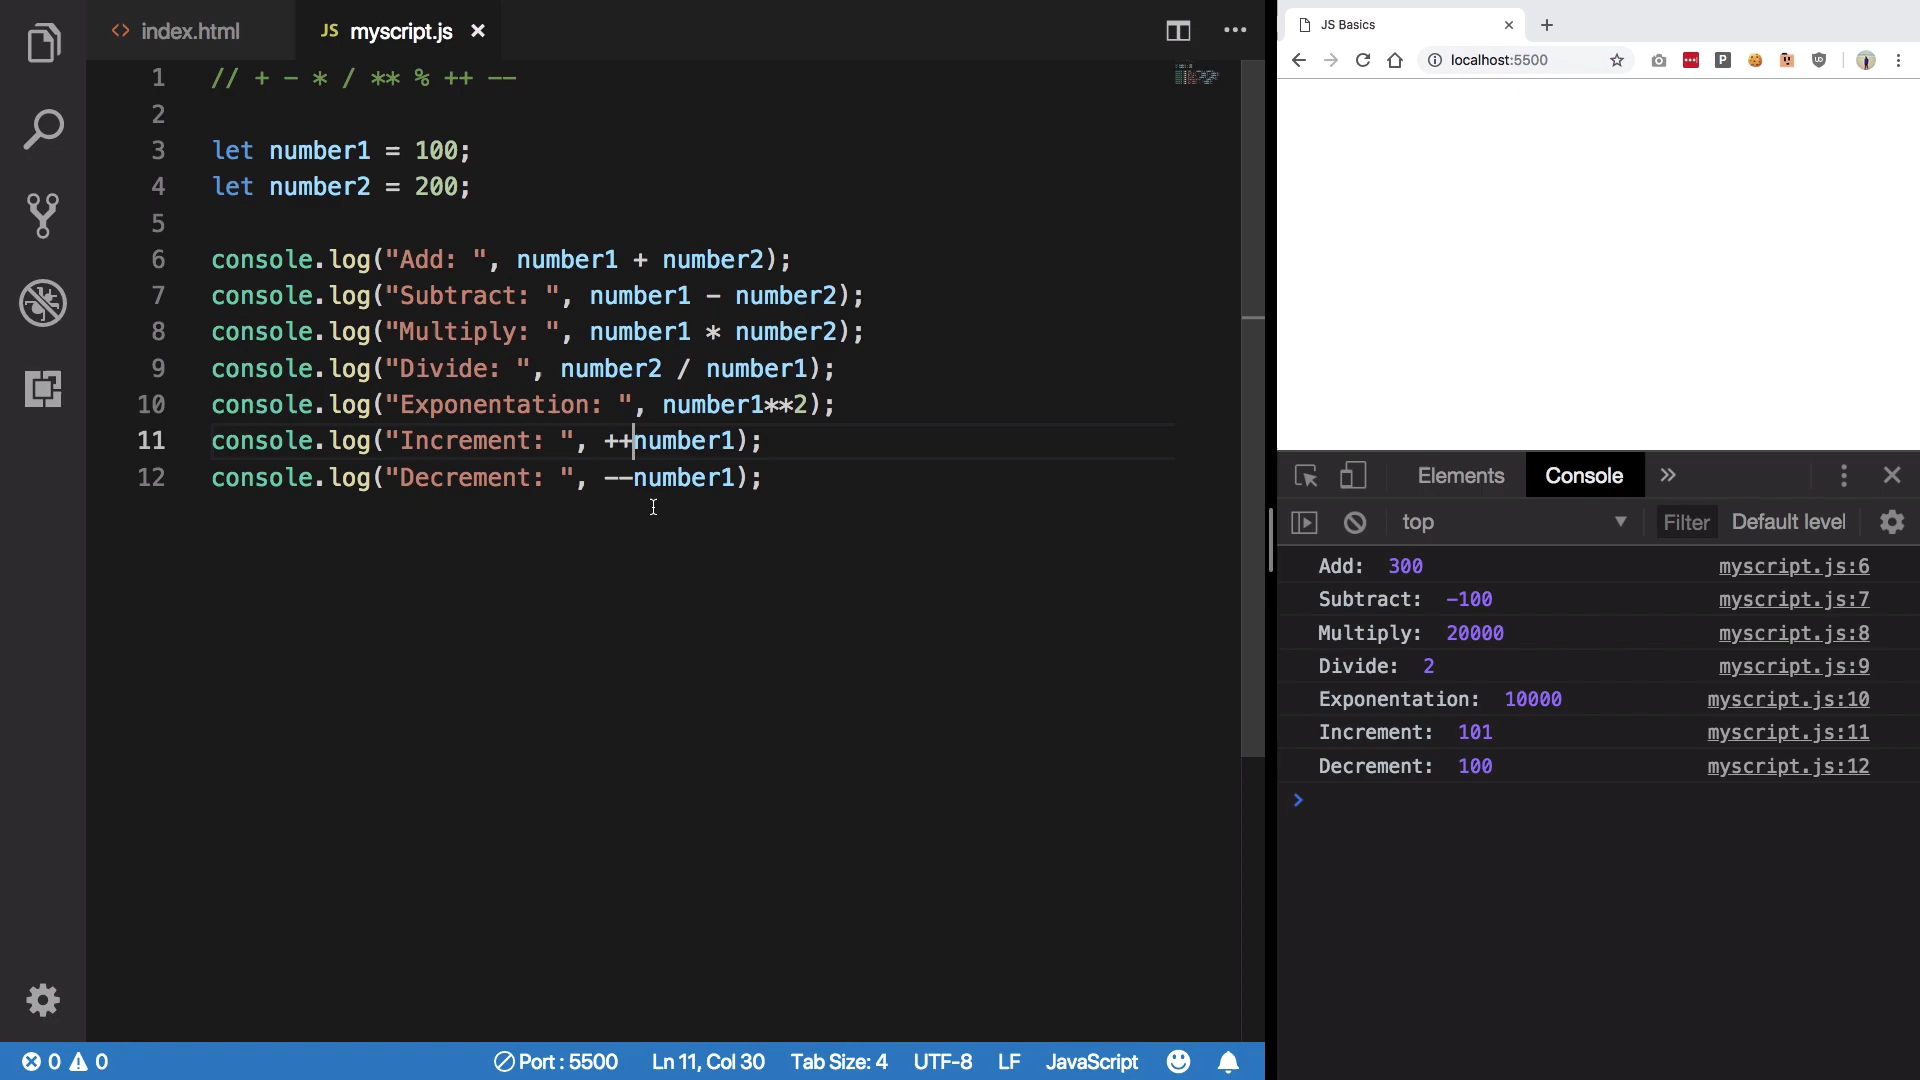 index.html
JS myscript.js
1 // + - * / ** % ++ --
2
3 let number1 = 100;
4 let number2 = 200;
5
6 console.log("Add: ", number1 + number2);
7 console.log("Subtract: ", number1 - number2);
8 console.log("Multiply: ", number1 * number2);
9 console.log("Divide: ", number2 / number1);
10 console.log("Exponentation: ", number1**2);
11 console.log("Increment: ", ++number1);
12 console.log("Decrement: ", --number1);
0 0 Port : 5500 Ln 11, Col 30 Tab Size: 4 UTF-8 LF JavaScript
JS Basics
localhost:5500
Elements Console
top Filter Default level
Add: 300 myscript.js:6
Subtract: -100 myscript.js:7
Multiply: 20000 myscript.js:8
Divide: 2 myscript.js:9
Exponentation: 10000 myscript.js:10
Increment: 101 myscript.js:11
Decrement: 100 myscript.js:12